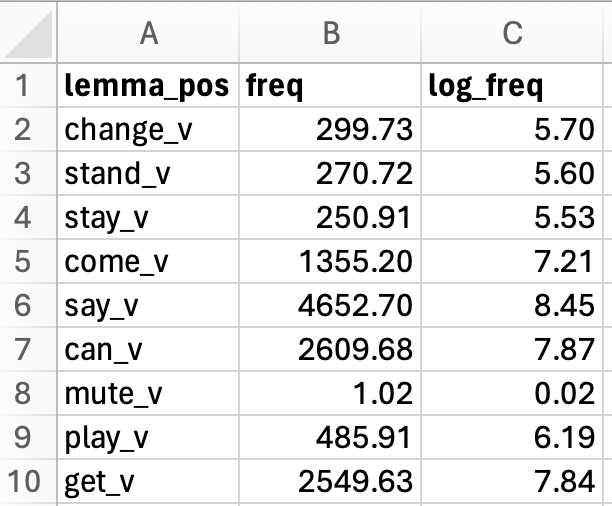 A B C
1 lemma_pos freq log_freq
2 change_v 299.73 5.70
3 stand_v 270.72 5.60
4 stay_v 250.91 5.53
5 come_v 1355.20 7.21
6 say_v 4652.70 8.45
7 can_v 2609.68 7.87
8 mute_v 1.02 0.02
9 play_v 485.91 6.19
10 get_v 2549.63 7.84